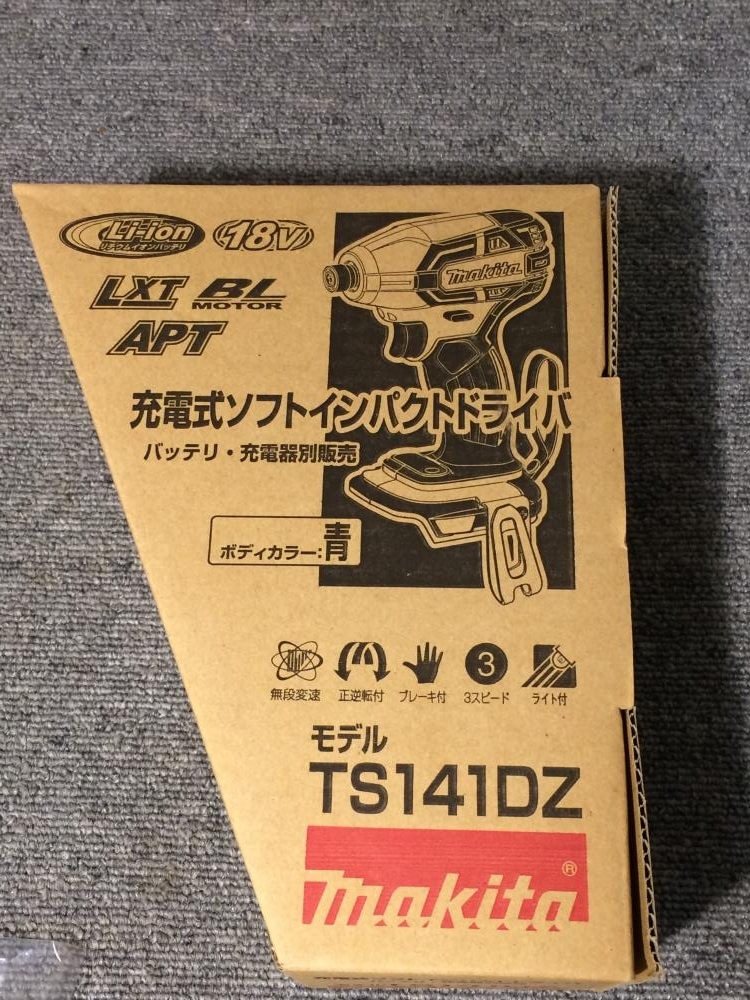 Li-ion
リチウムイオンバッテリ
18V
makita
LXT BL
MOTOR
APT
充電式ソフトインパクトドライバ
バッテリ・充電器別販売
ボディカラー:青
無段変速 正逆転付 ブレーキ付 3 3スピード ライト付
モデル
TS141DZ
makita®